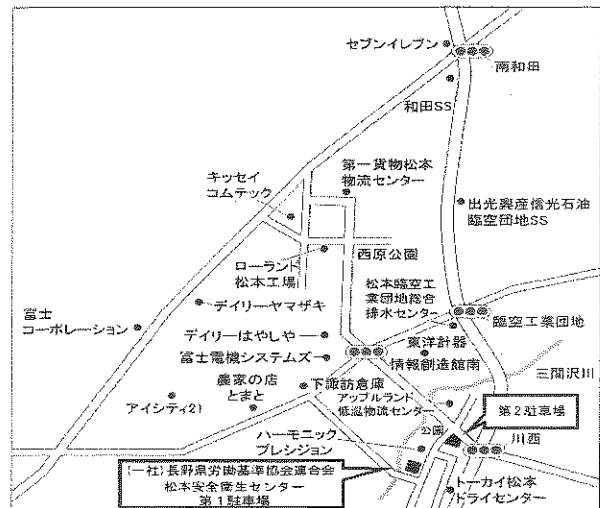 セブンイレブン
南和田
和田SS
第一貨物松本
物流センター
キッセイ
コムテック
出光興産信光石油
臨空団地SS
ローランド
松本工場
西原公園
松本臨空工
業団地総合
排水センター
デイリーヤマザキ
富士
コーポレーション
臨空工業団地
デイリーはやしや
東洋計器
富士電機システムズ
情報創造館南
三間沢川
農家の店
とまと
下諏訪倉庫
アップルランド
低温物流センター
アイシティ21
第2駐車場
公園
川西
ハーモニック
プレシジョン
(一社)長野県労働基準協会連合会
松本安全衛生センター
第1駐車場
トーカイ松本
ドライセンター